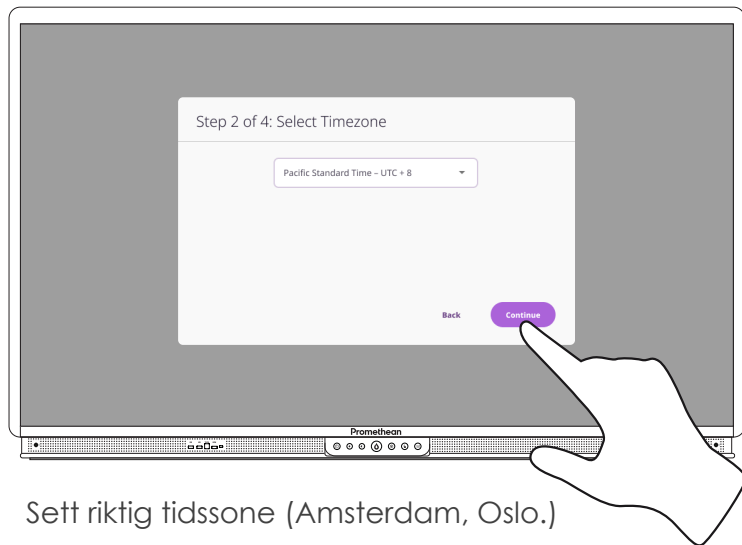 Step 2 of 4: Select Timezone
Pacific Standard Time – UTC + 8
Back
Continue
Promethean
Sett riktig tidssone (Amsterdam, Oslo.)